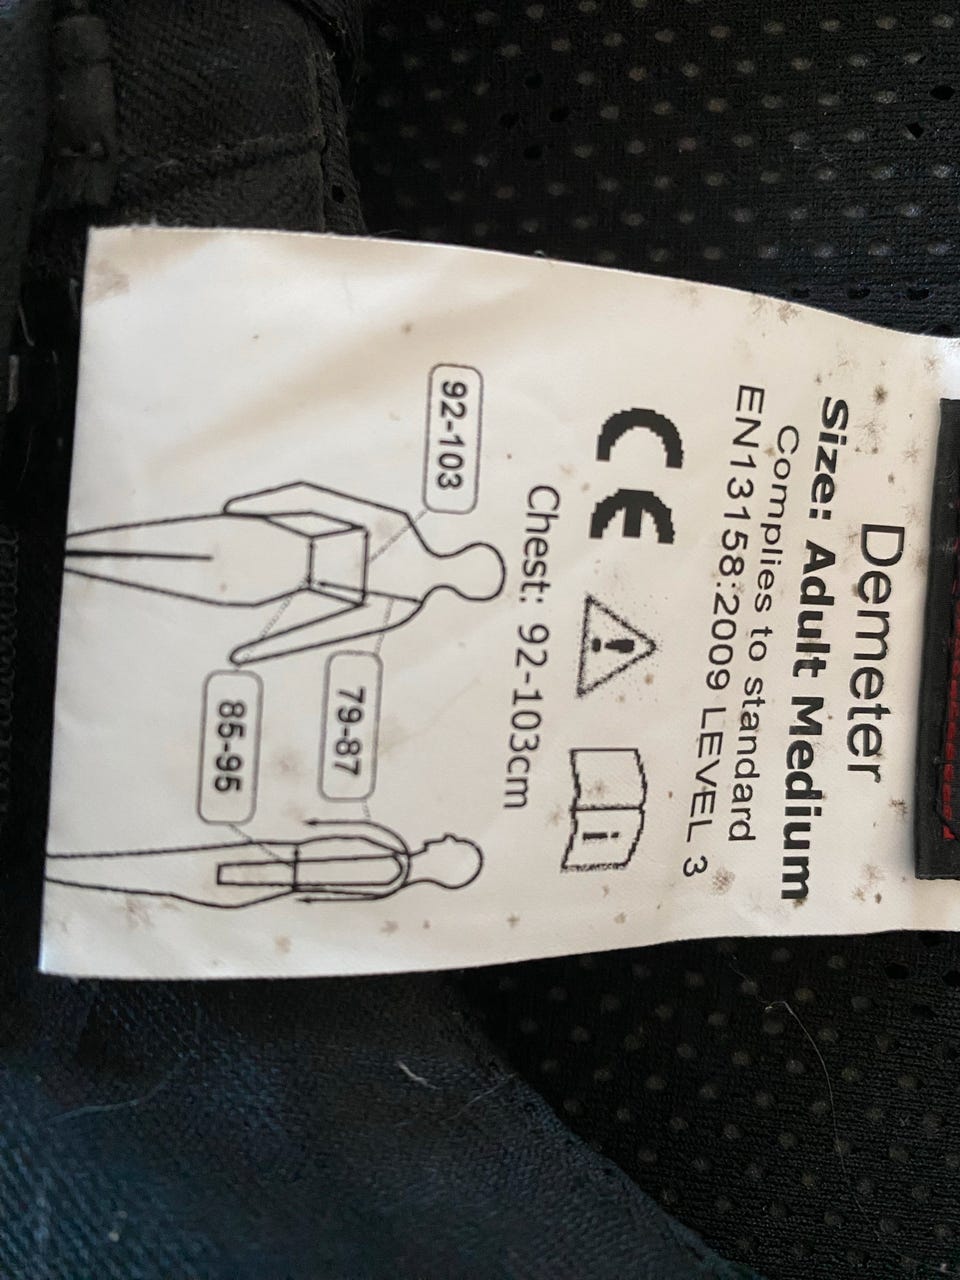 Demeter
Size: Adult Medium
Complies to standard
EN13158:2009 LEVEL 3
CE
i
Chest: 92-103cm
92-103
79-87
85-95